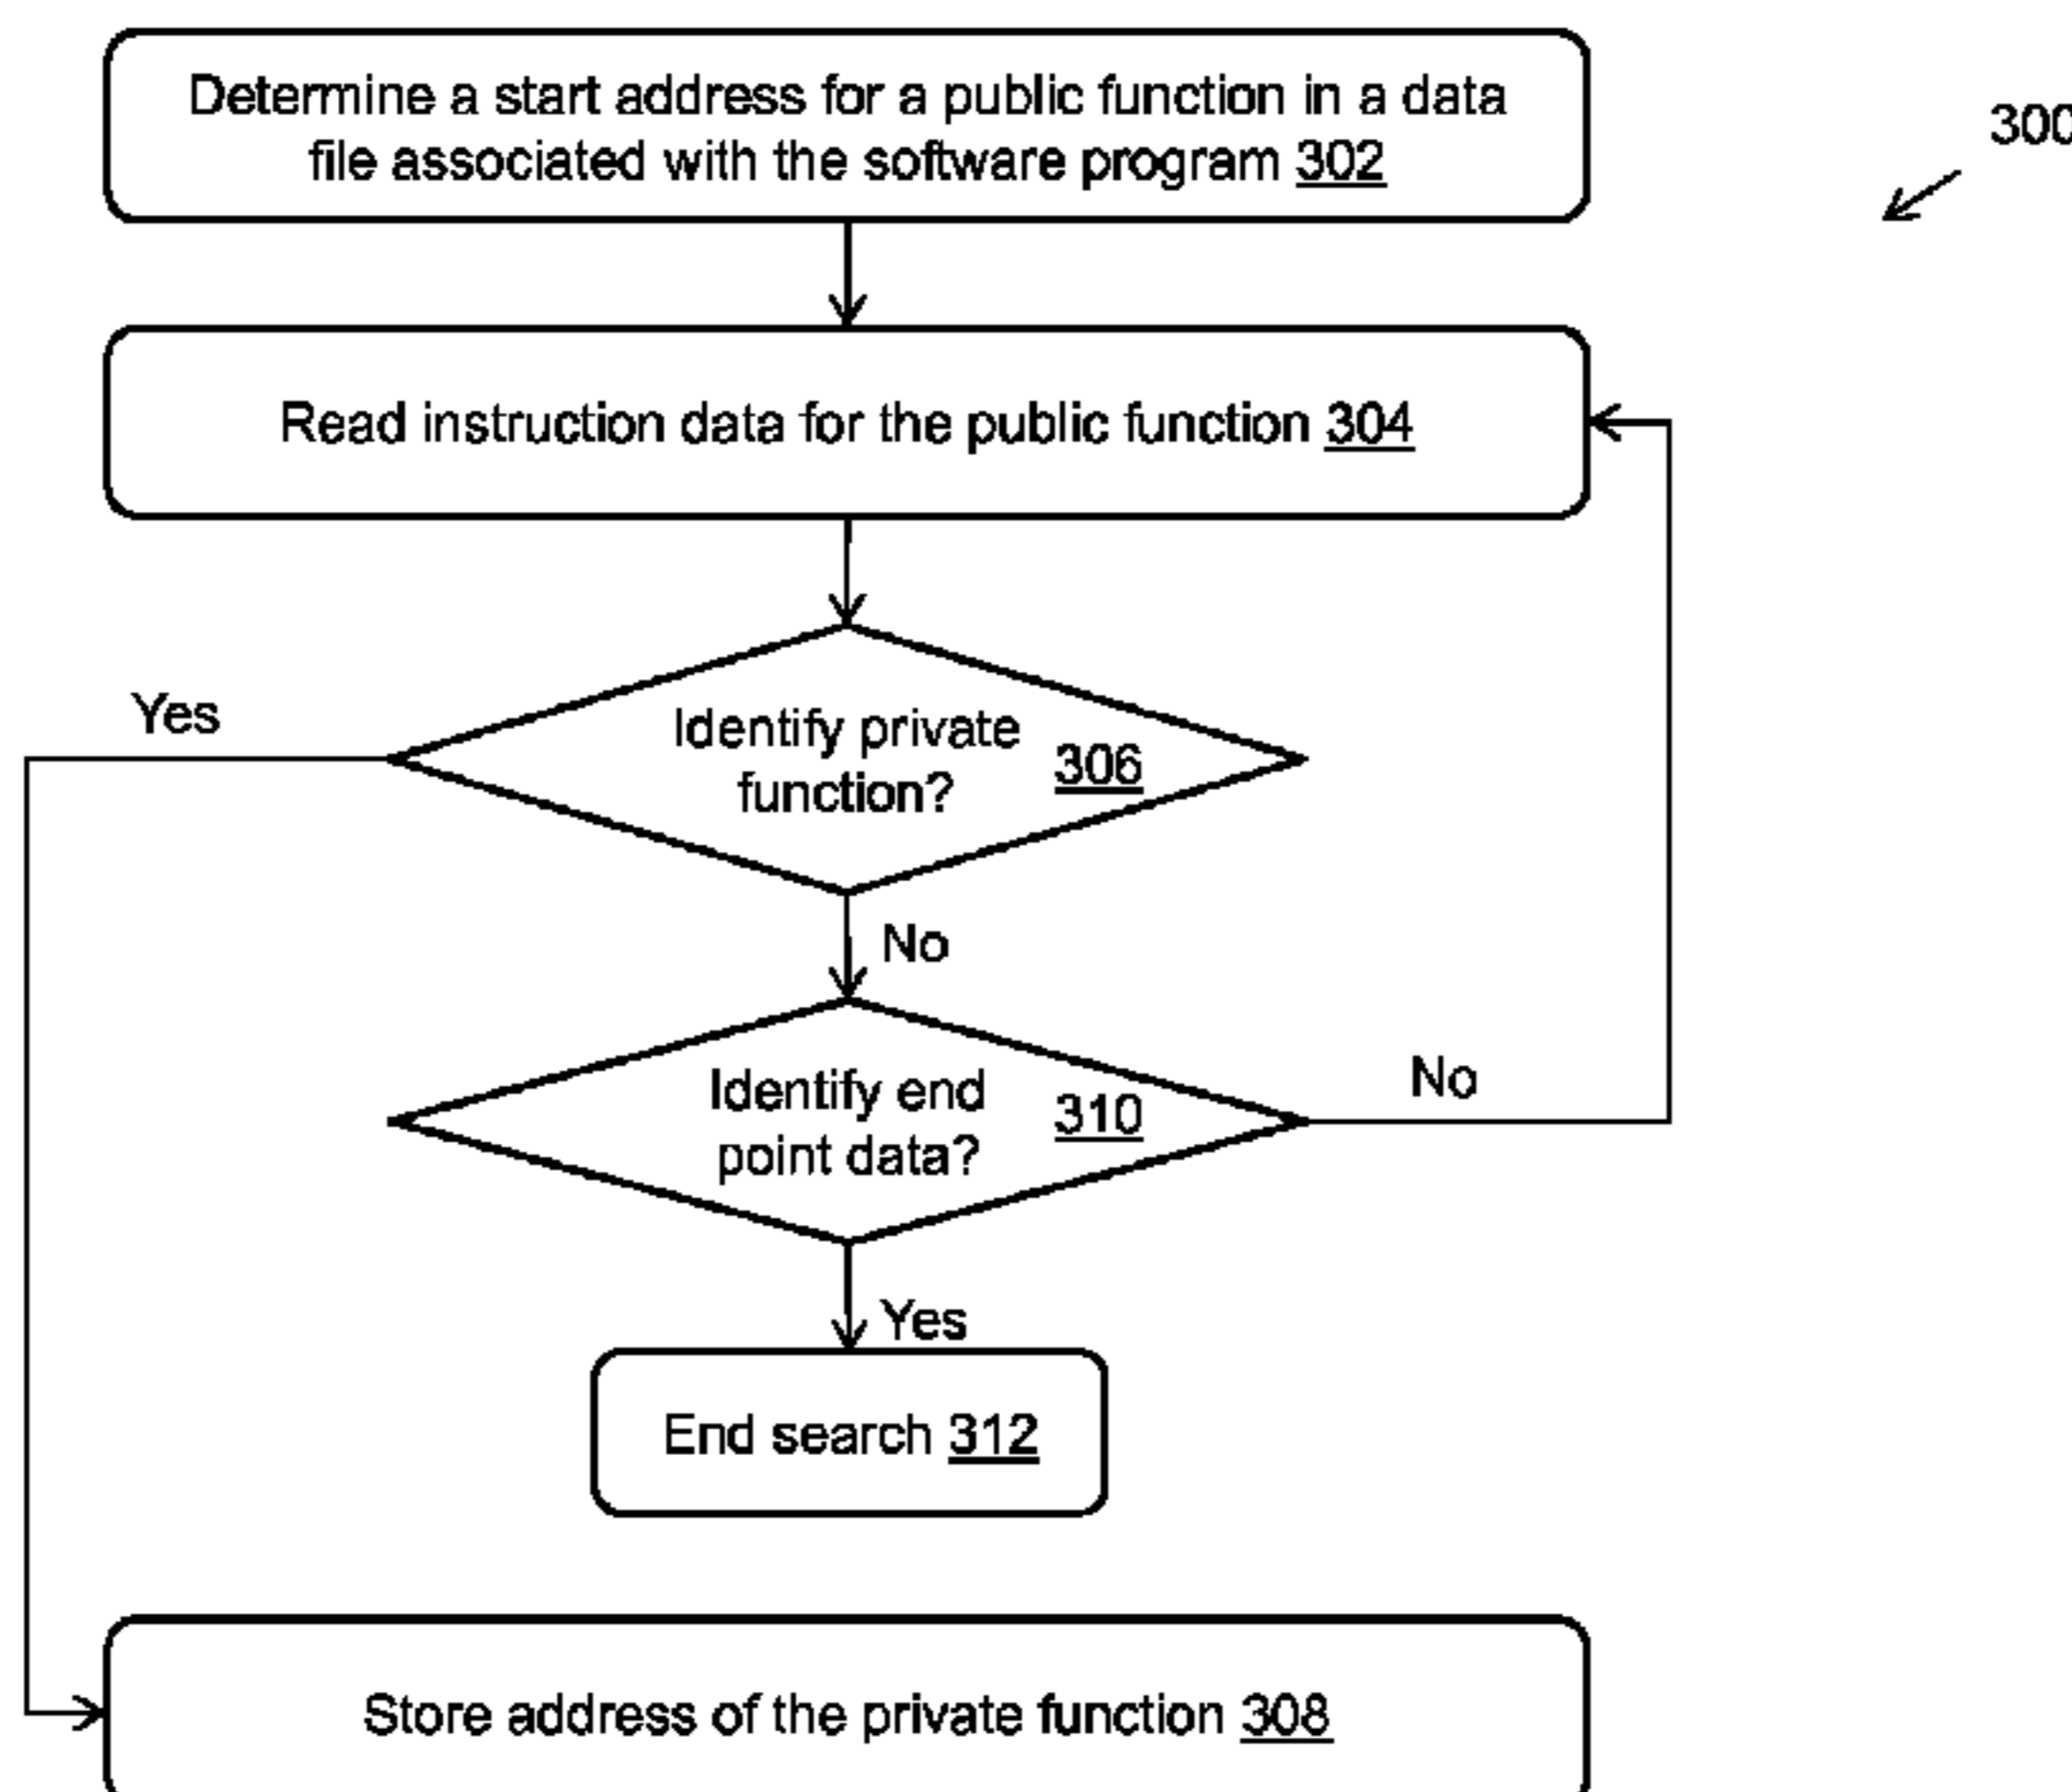 Determine a start address for a public function in a data
file associated with the software program 302
300
Read instruction data for the public function 304
Yes
Identify private
function?
306
No
Identify end
point data?
310
No
Yes
End search 312
Store address of the private function 308